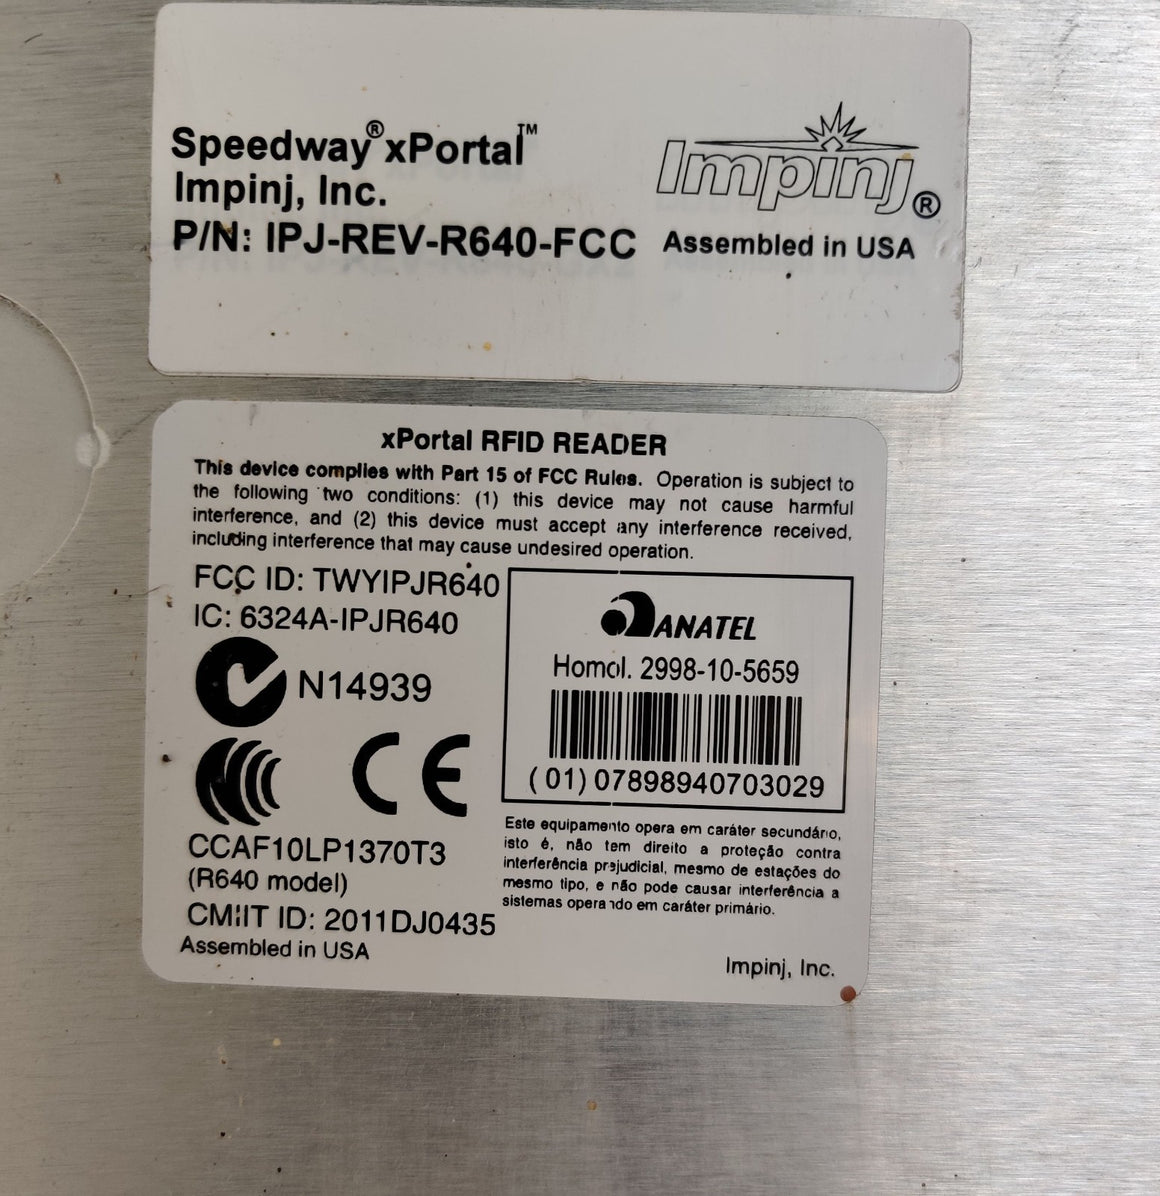 Speedway® xPortal™
Impinj, Inc.
P/N: IPJ-REV-R640-FCC
Impinj®
Assembled in USA
xPortal RFID READER
This device complies with Part 15 of FCC Rules. Operation is subject to
the following two conditions: (1) this device may not cause harmful
interference, and (2) this device must accept any interference received,
including interference that may cause undesired operation.
FCC ID: TWYIPJR640
IC: 6324A-IPJR640
N14939
CE
CCAF10LP1370T3
(R640 model)
CMIIT ID: 2011DJ0435
Assembled in USA
ANATEL
Homol. 2998-10-5659
(01) 07898940703029
Este equipamento opera em caráter secundário,
isto é, não tem direito a proteção contra
interferência prejudicial, mesmo de estações do
mesmo tipo, e não pode causar interferência a
sistemas operando em caráter primário.
Impinj, Inc.